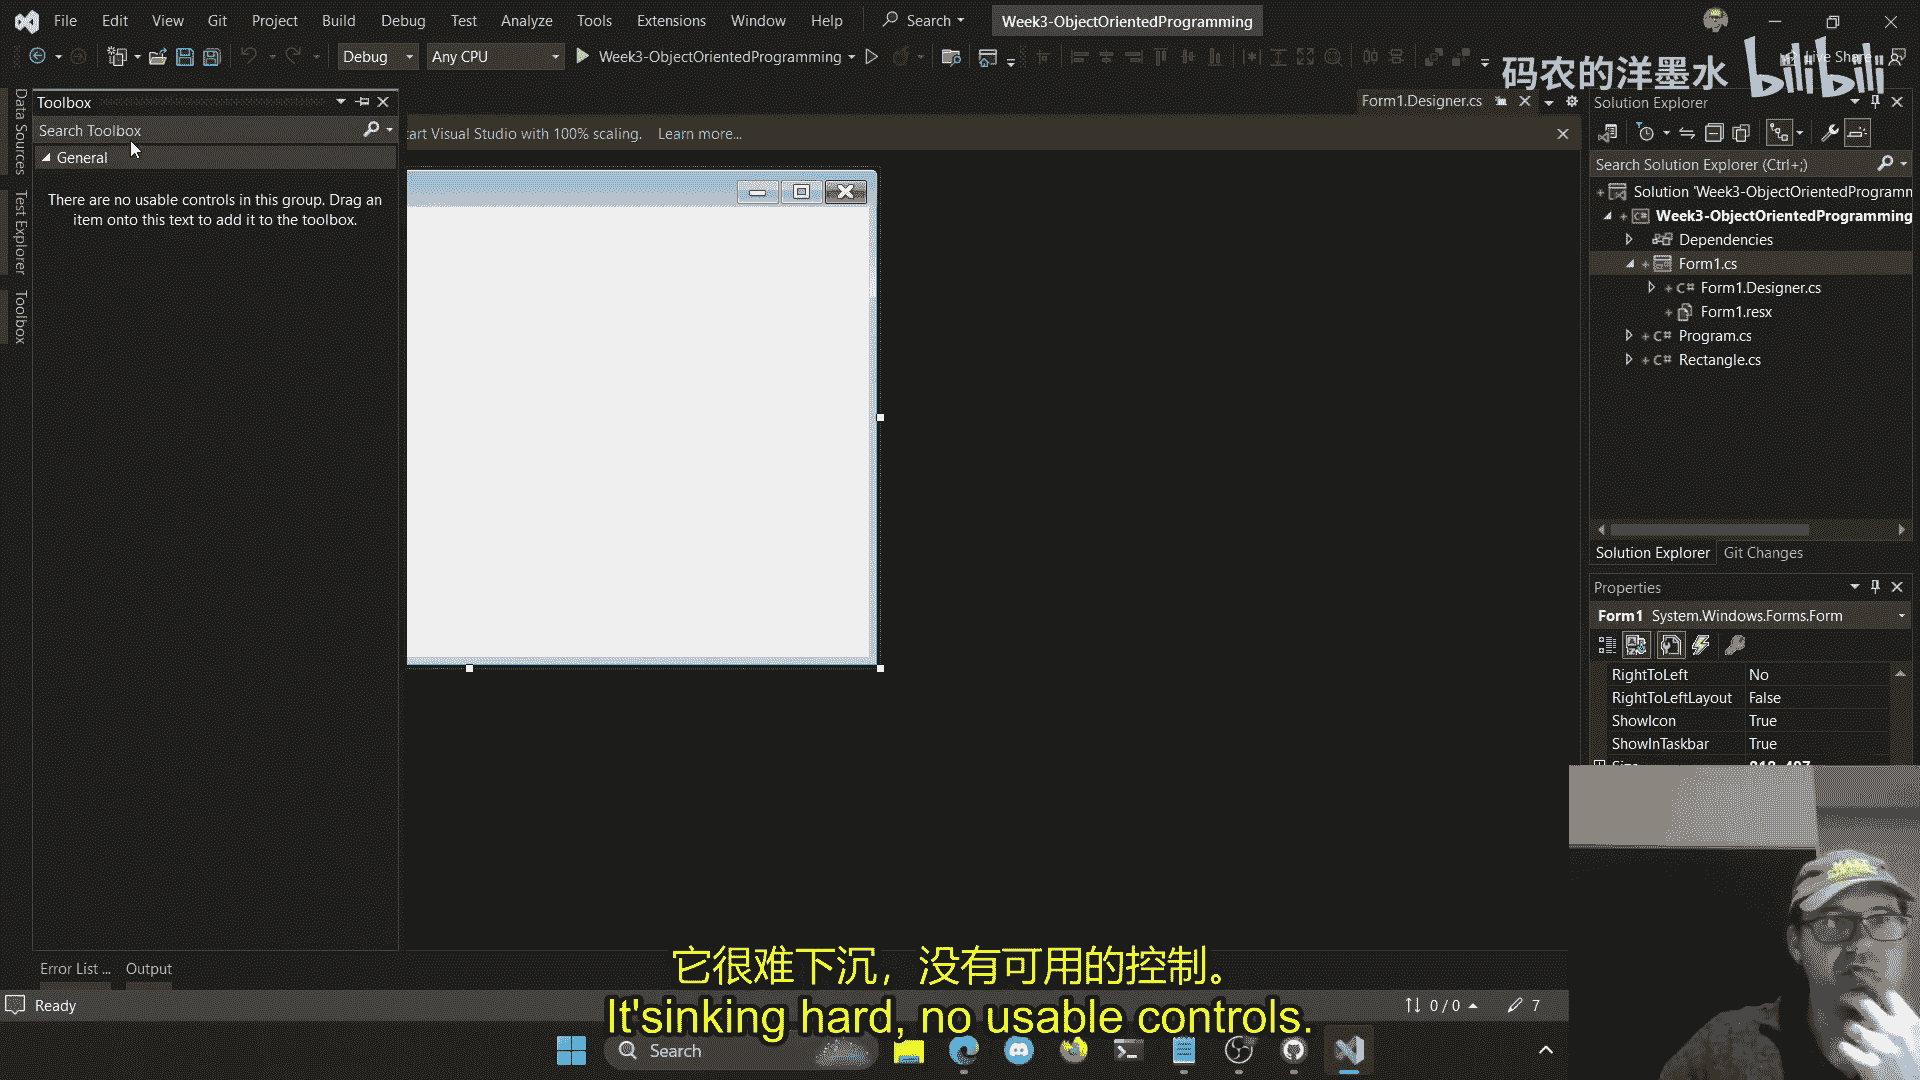 File Edit View Git Project Build Debug Test Analyze Tools Extensions Window Help Search Week3-ObjectOrientedProgramming
Debug Any CPU Week3-ObjectOrientedProgramming Live Share
码农的洋墨水 bilibili
Data Sources
Test Explorer
Toolbox
Toolbox
Search Toolbox
General
There are no usable controls in this group. Drag an
item onto this text to add it to the toolbox.
Form1.Designer.cs
tart Visual Studio with 100% scaling. Learn more...
Solution Explorer
Search Solution Explorer (Ctrl+;)
Solution 'Week3-ObjectOrientedProgramm
Week3-ObjectOrientedProgramming
Dependencies
Form1.cs
C# Form1.Designer.cs
Form1.resx
C# Program.cs
C# Rectangle.cs
Solution Explorer Git Changes
Properties
Form1 System.Windows.Forms.Form
RightToLeft No
RightToLeftLayout False
ShowIcon True
ShowInTaskbar True
Error List ... Output
Ready
0 / 0
7
它很难下沉，没有可用的控制。
It'sinking hard, no usable controls.
Search